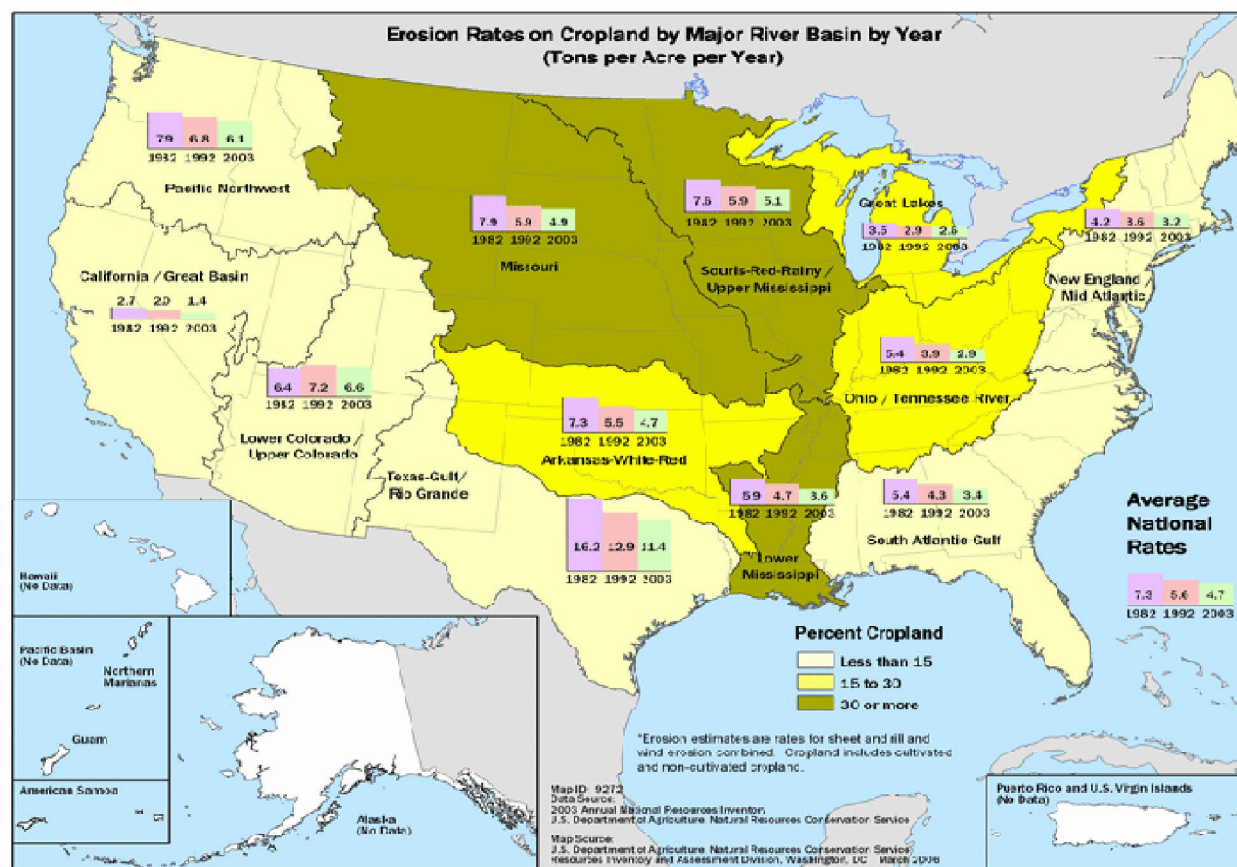 Erosion Rates on Cropland by Major River Basin by Year
(Tons per Acre per Year)
7.9 6.8 6.1
1982 1992 2003
Pacific Northwest
7.9 5.9 4.9
1982 1992 2003
Missouri
5.9 5.1
1982 1992 2003
Souris-Red-Rainy /
Upper Mississippi
Great Lakes
3.5 2.9
1982 1992 2003
4.2 3.6 3.2
1982 1992 2003
New England /
Mid Atlantic
California / Great Basin
2.7 2.0 1.4
1982 1992 2003
6.4 7.2 6.6
1982 1992 2003
Lower Colorado /
Upper Colorado
5.4 3.9 2.9
1982 1992 2003
Ohio / Tennessee River
7.3 5.5 4.7
1982 1992 2003
Arkansas-White-Red
Texas-Gulf/
Rio Grande
16.2 12.9 11.4
1982 1992 2003
5.9 4.7 3.6
1982 1992 2003
Lower
Mississippi
5.4 4.3 3.4
1982 1992 2003
South Atlantic Gulf
Average
National
Rates
7.3 5.6 4.7
1982 1992 2003
Hawaii
(No Data)
Pacific Basin
(No Data)
Northern
Marianas
Guam
American Samoa
Alaska
(No Data)
Percent Cropland
Less than 15
15 to 30
30 or more
*Erosion estimates are rates for sheet and rill and
wind erosion combined. Cropland includes cultivated
and non-cultivated cropland.
Map ID: 9272
Data Source:
2003 Annual National Resources Inventory,
U.S. Department of Agriculture, Natural Resources Conservation Service
Map Source:
U.S. Department of Agriculture, Natural Resources Conservation Service,
Resources Inventory and Assessment Division, Washington, DC March 2006
Puerto Rico and U.S. Virgin Islands
(No Data)